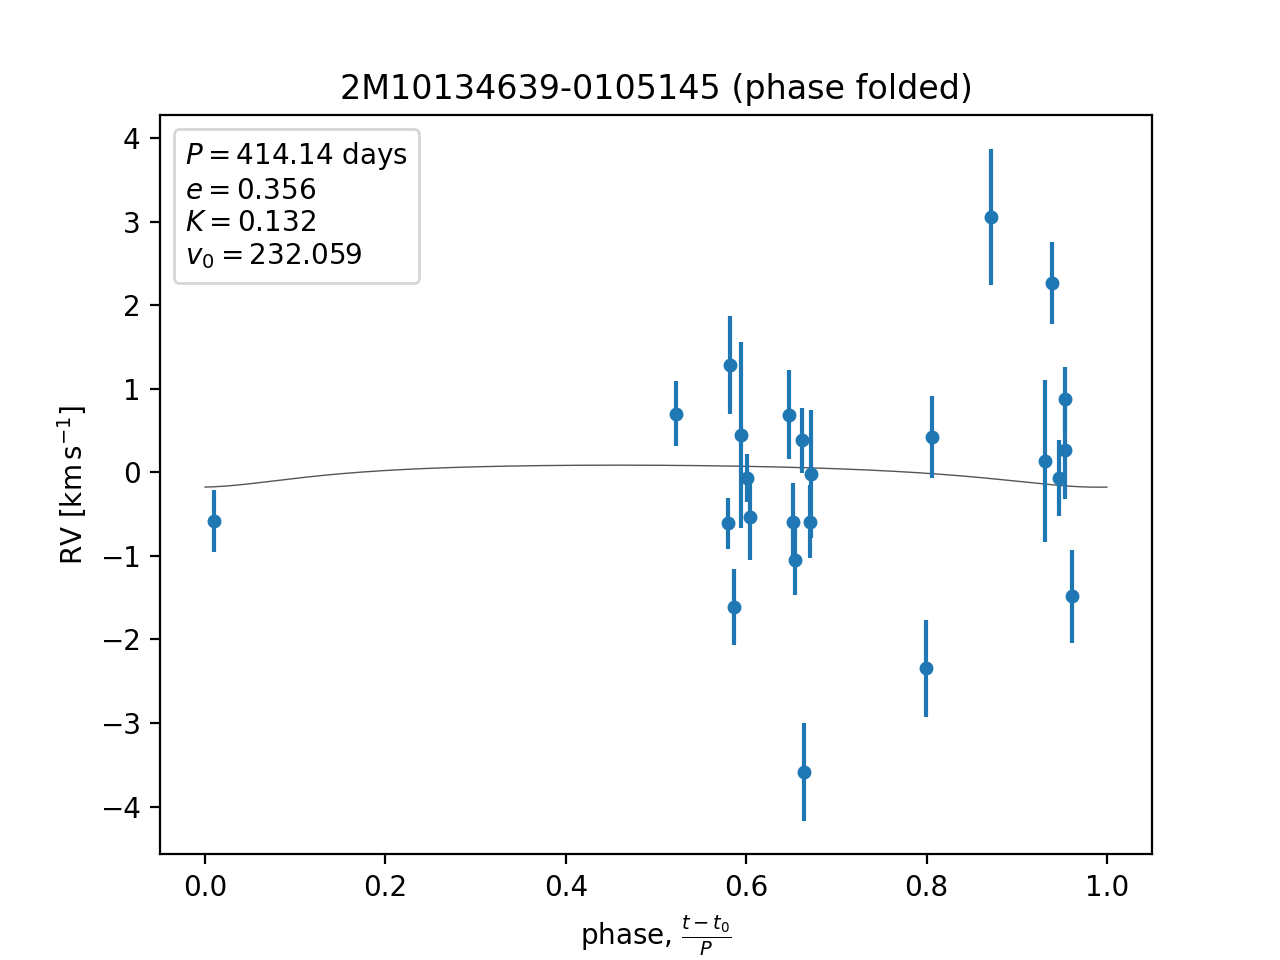 2M10134639-0105145 (phase folded)
P = 414.14 days
e = 0.356
K = 0.132
v₀ = 232.059
4
3
2
1
0
−1
−2
−3
−4
RV [km s⁻¹]
0.0 0.2 0.4 0.6 0.8 1.0
phase, (t − t₀)/P